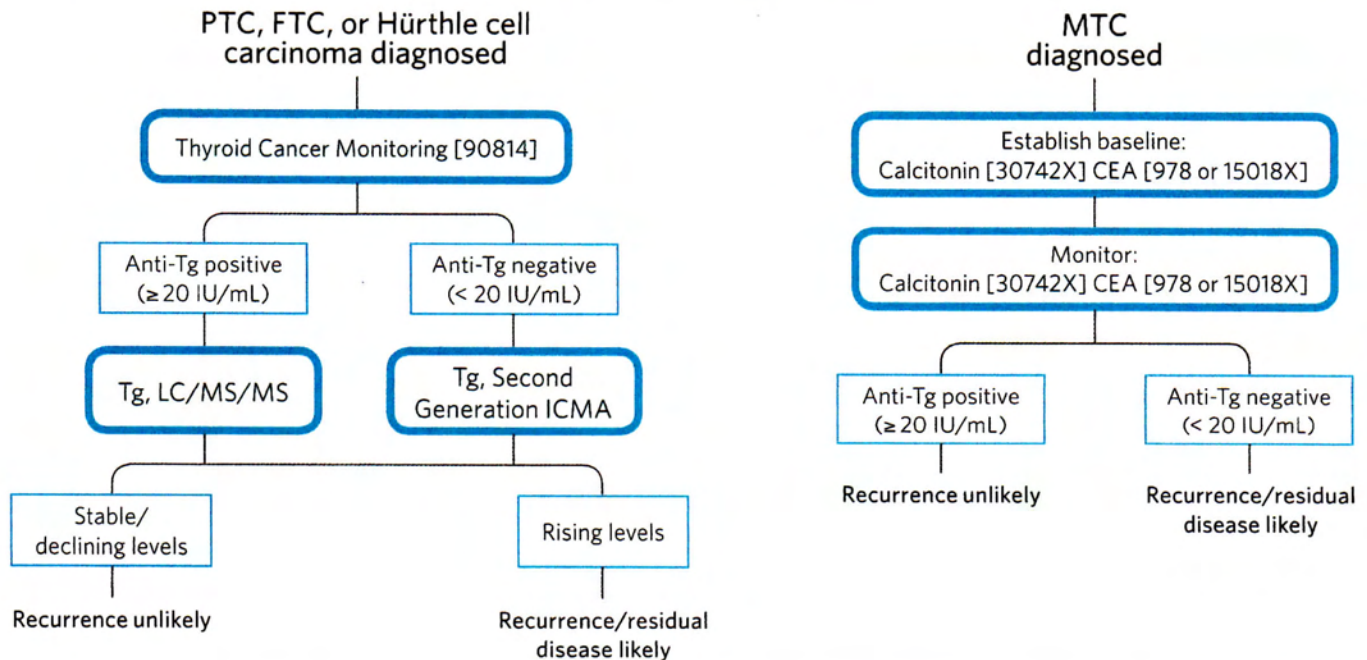 PTC, FTC, or Hürthle cell
carcinoma diagnosed
Thyroid Cancer Monitoring [90814]
Anti-Tg positive
(≥ 20 IU/mL)
Anti-Tg negative
(< 20 IU/mL)
Tg, LC/MS/MS
Tg, Second
Generation ICMA
Stable/
declining levels
Rising levels
Recurrence unlikely
Recurrence/residual
disease likely
MTC
diagnosed
Establish baseline:
Calcitonin [30742X] CEA [978 or 15018X]
Monitor:
Calcitonin [30742X] CEA [978 or 15018X]
Anti-Tg positive
(≥ 20 IU/mL)
Anti-Tg negative
(< 20 IU/mL)
Recurrence unlikely
Recurrence/residual
disease likely